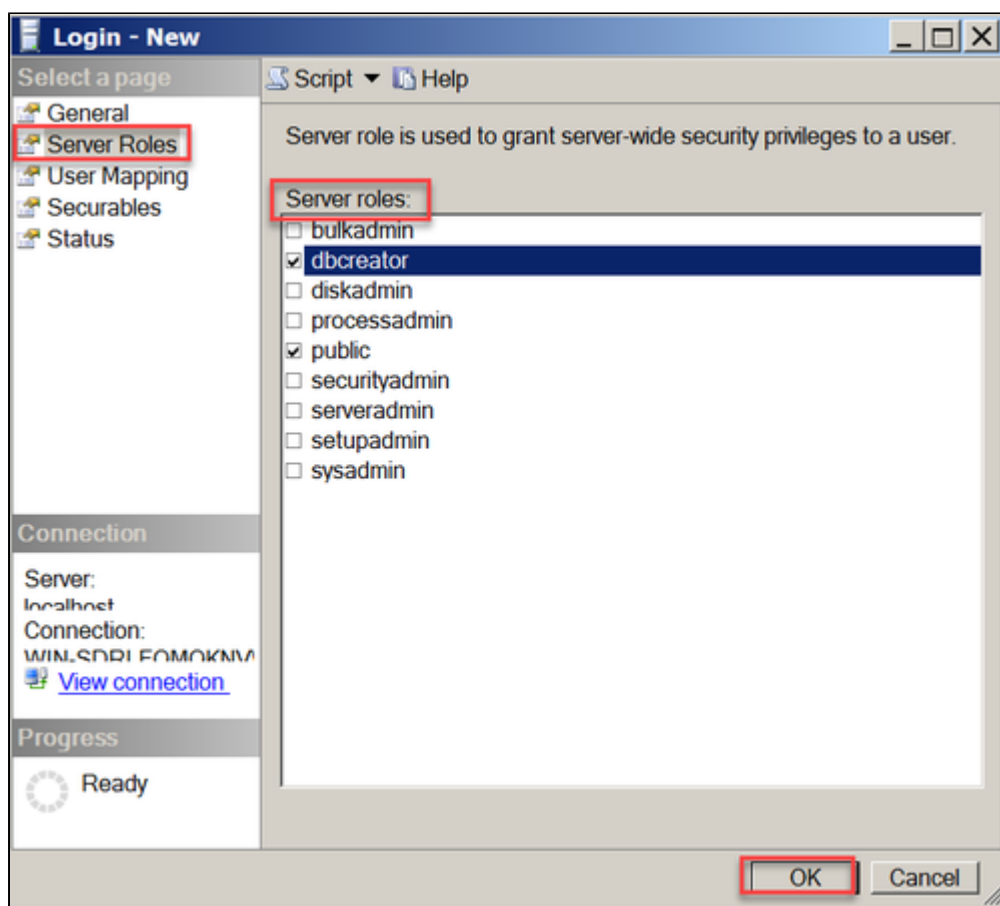 Login - New
Select a page
General
Server Roles
User Mapping
Securables
Status
Script Help
Server role is used to grant server-wide security privileges to a user.
Server roles:
bulkadmin
dbcreator
diskadmin
processadmin
public
securityadmin
serveradmin
setupadmin
sysadmin
Connection
Server:
localhost
Connection:
View connection
Progress
Ready
OK Cancel